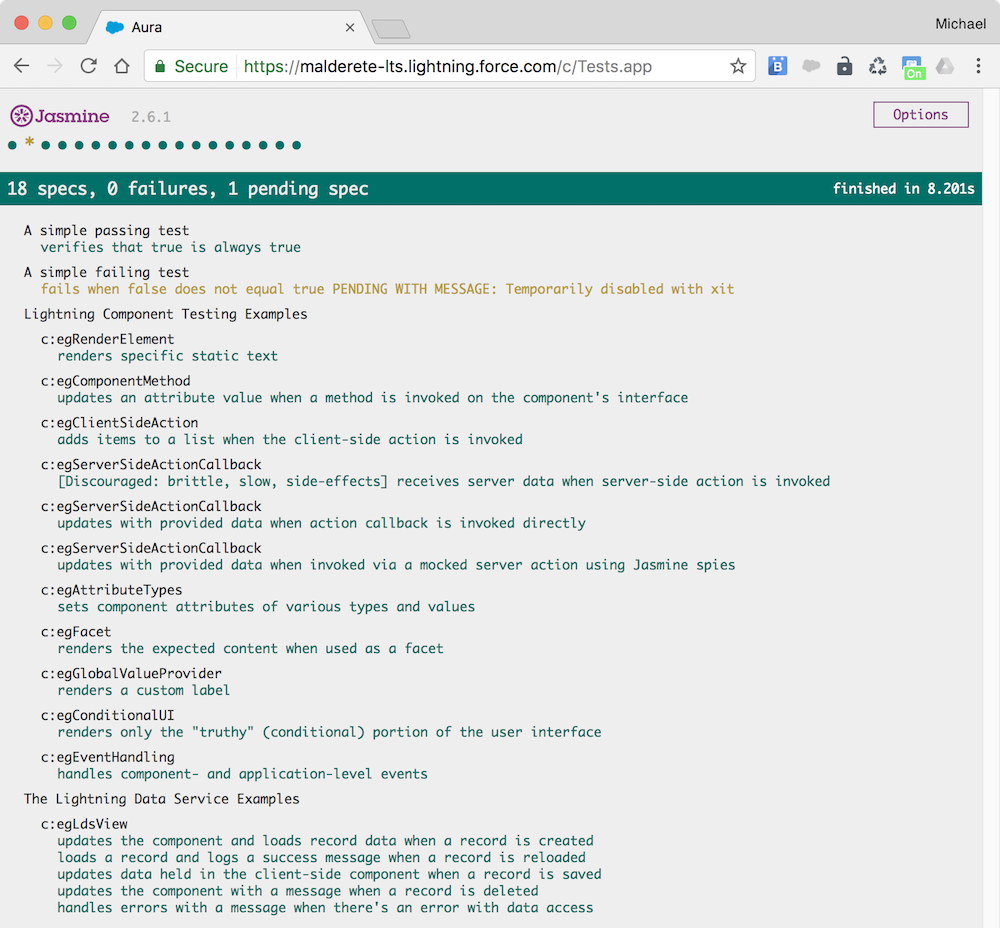 Aura
Michael
Secure https://malderete-lts.lightning.force.com/c/Tests.app
B
On
Jasmine 2.6.1
Options
18 specs, 0 failures, 1 pending spec
finished in 8.201s
A simple passing test
verifies that true is always true
A simple failing test
fails when false does not equal true PENDING WITH MESSAGE: Temporarily disabled with xit
Lightning Component Testing Examples
c:egRenderElement
renders specific static text
c:egComponentMethod
updates an attribute value when a method is invoked on the component's interface
c:egClientSideAction
adds items to a list when the client-side action is invoked
c:egServerSideActionCallback
[Discouraged: brittle, slow, side-effects] receives server data when server-side action is invoked
c:egServerSideActionCallback
updates with provided data when action callback is invoked directly
c:egServerSideActionCallback
updates with provided data when invoked via a mocked server action using Jasmine spies
c:egAttributeTypes
sets component attributes of various types and values
c:egFacet
renders the expected content when used as a facet
c:egGlobalValueProvider
renders a custom label
c:egConditionalUI
renders only the "truthy" (conditional) portion of the user interface
c:egEventHandling
handles component- and application-level events
The Lightning Data Service Examples
c:egLdsView
updates the component and loads record data when a record is created
loads a record and logs a success message when a record is reloaded
updates data held in the client-side component when a record is saved
updates the component with a message when a record is deleted
handles errors with a message when there's an error with data access